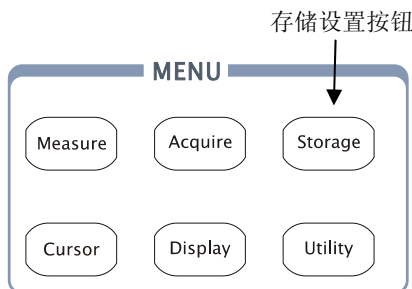 存储设置按钮
MENU
Measure Acquire Storage
Cursor Display Utility